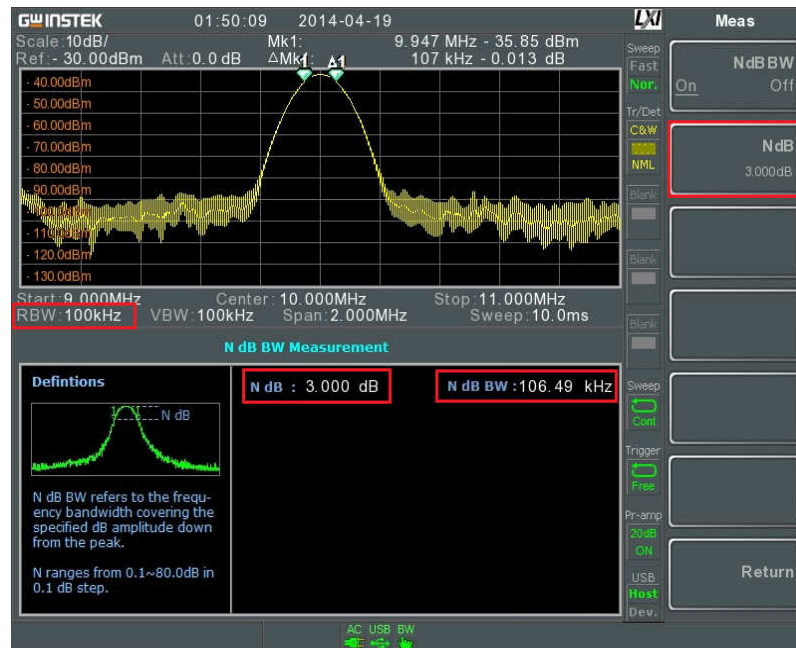 GWINSTEK 01:50:09 2014-04-19 LXI Meas
Scale:10dB/ Mk1: 9.947 MHz - 35.85 dBm
Ref:- 30.00dBm Att:0.0 dB ΔMk1: 107 kHz - 0.013 dB
1 Δ1
- 40.00dBm
- 50.00dBm
- 60.00dBm
- 70.00dBm
- 80.00dBm
- 90.00dBm
- 110.0dBm
- 120.0dBm
- 130.0dBm
Start:9.000MHz Center:10.000MHz Stop:11.000MHz
RBW:100kHz VBW:100kHz Span:2.000MHz Sweep:10.0ms
N dB BW Measurement
Defintions
N dB
N dB BW refers to the frequ-
ency bandwidth covering the
specified dB amplitude down
from the peak.
N ranges from 0.1~80.0dB in
0.1 dB step.
N dB : 3.000 dB N dB BW :106.49 kHz
Sweep
Fast
Nor.
Tr/Det
C&W
NML
Blank
Blank
Blank
Sweep
Cont
Trigger
Free
Pr-amp
20dB
ON
USB
Host
Dev.
NdBBW
On Off
NdB
3.000dB
Return
AC USB BW